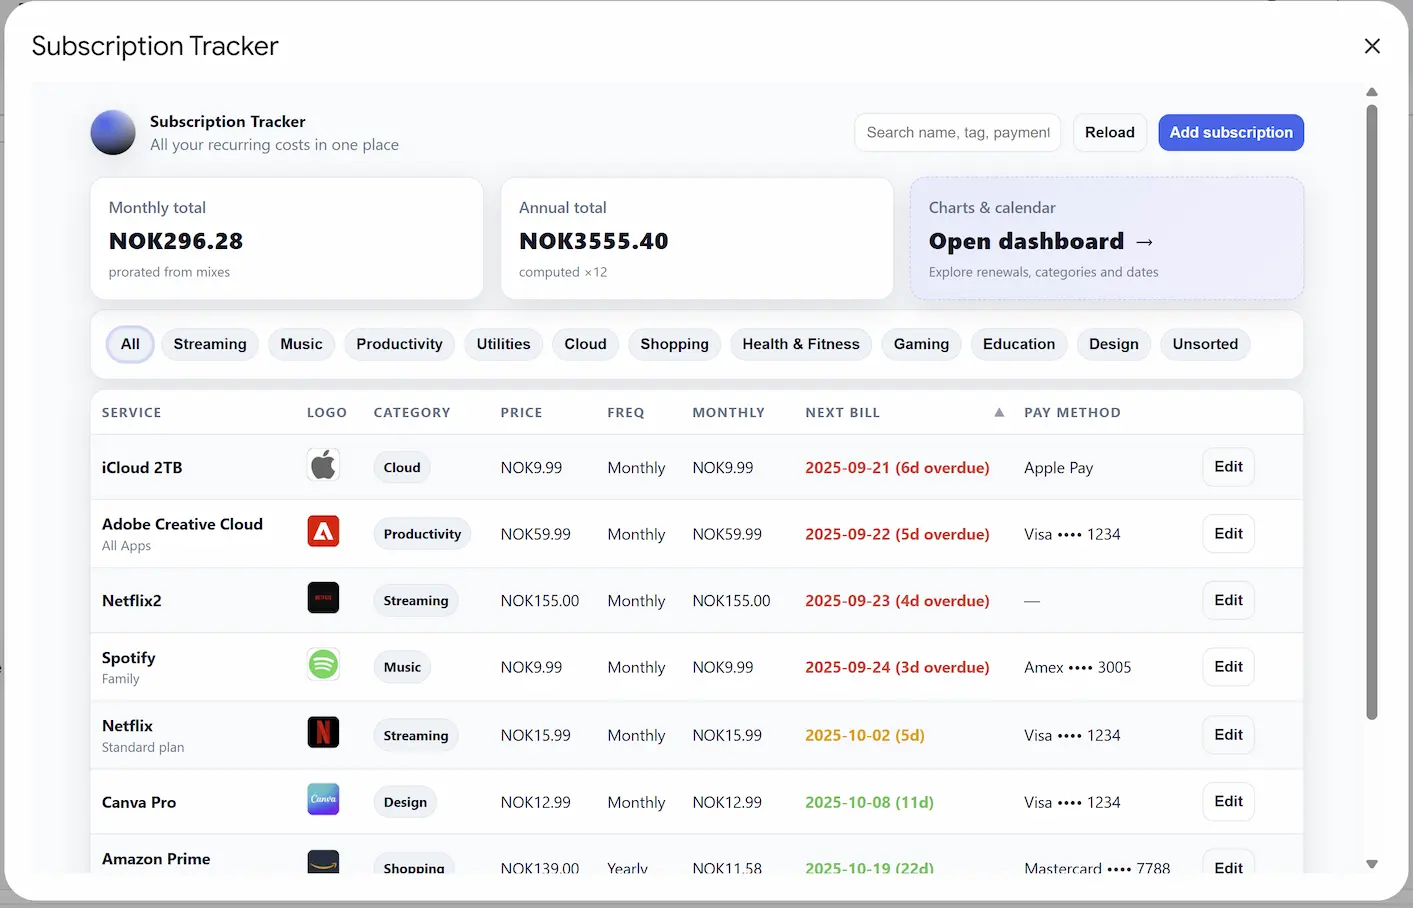 Subscription Tracker
Subscription Tracker
All your recurring costs in one place
Search name, tag, payment
Reload
Add subscription
Monthly total
NOK296.28
prorated from mixes
Annual total
NOK3555.40
computed ×12
Charts & calendar
Open dashboard →
Explore renewals, categories and dates
All Streaming Music Productivity Utilities Cloud Shopping Health & Fitness Gaming Education Design Unsorted
SERVICE LOGO CATEGORY PRICE FREQ MONTHLY NEXT BILL ▲ PAY METHOD
iCloud 2TB Cloud NOK9.99 Monthly NOK9.99 2025-09-21 (6d overdue) Apple Pay Edit
Adobe Creative Cloud
All Apps
Productivity NOK59.99 Monthly NOK59.99 2025-09-22 (5d overdue) Visa •••• 1234 Edit
Netflix2 NETFLIX Streaming NOK155.00 Monthly NOK155.00 2025-09-23 (4d overdue) — Edit
Spotify
Family
Music NOK9.99 Monthly NOK9.99 2025-09-24 (3d overdue) Amex •••• 3005 Edit
Netflix
Standard plan
N Streaming NOK15.99 Monthly NOK15.99 2025-10-02 (5d) Visa •••• 1234 Edit
Canva Pro Canva Design NOK12.99 Monthly NOK12.99 2025-10-08 (11d) Visa •••• 1234 Edit
Amazon Prime Shopping NOK139.00 Yearly NOK11.58 2025-10-19 (22d) Mastercard •••• 7788 Edit